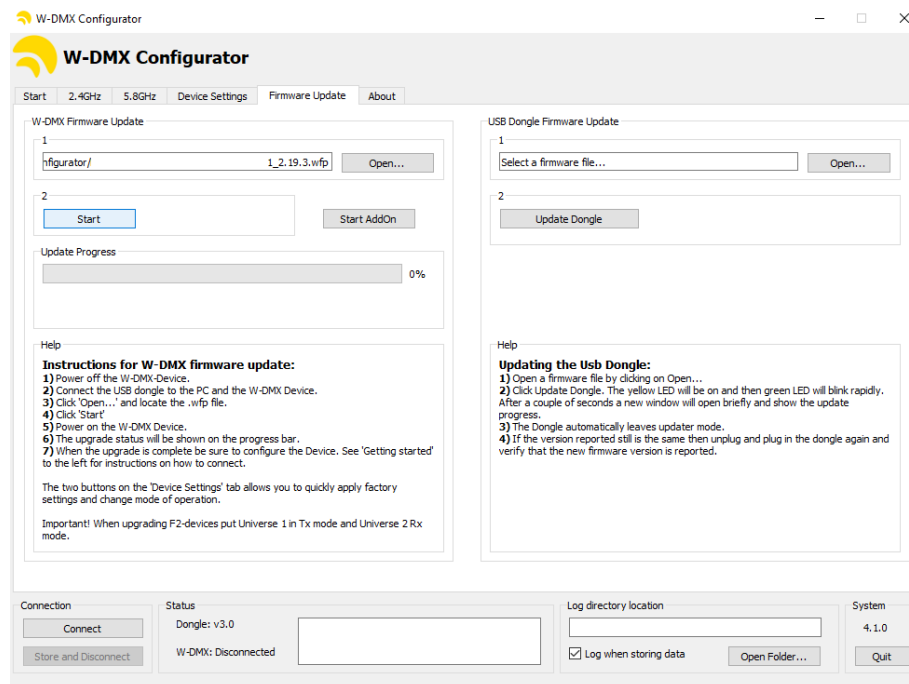 W-DMX Configurator
W-DMX Configurator
Start 2.4GHz 5.8GHz Device Settings Firmware Update About
W-DMX Firmware Update
1
nfigurator/ 1_2.19.3.wfp Open...
2
Start Start AddOn
Update Progress
0%
Help
Instructions for W-DMX firmware update:
1) Power off the W-DMX-Device.
2) Connect the USB dongle to the PC and the W-DMX Device.
3) Click 'Open...' and locate the .wfp file.
4) Click 'Start'
5) Power on the W-DMX Device.
6) The upgrade status will be shown on the progress bar.
7) When the upgrade is complete be sure to configure the Device. See 'Getting started'
to the left for instructions on how to connect.
The two buttons on the 'Device Settings' tab allows you to quickly apply factory
settings and change mode of operation.
Important! When upgrading F2-devices put Universe 1 in Tx mode and Universe 2 Rx
mode.
USB Dongle Firmware Update
1
Select a firmware file... Open...
2
Update Dongle
Help
Updating the Usb Dongle:
1) Open a firmware file by clicking on Open...
2) Click Update Dongle. The yellow LED will be on and then green LED will blink rapidly.
After a couple of seconds a new window will open briefly and show the update
progress.
3) The Dongle automatically leaves updater mode.
4) If the version reported still is the same then unplug and plug in the dongle again and
verify that the new firmware version is reported.
Connection
Connect
Store and Disconnect
Status
Dongle: v3.0
W-DMX: Disconnected
Log directory location
Log when storing data Open Folder...
System
4.1.0
Quit